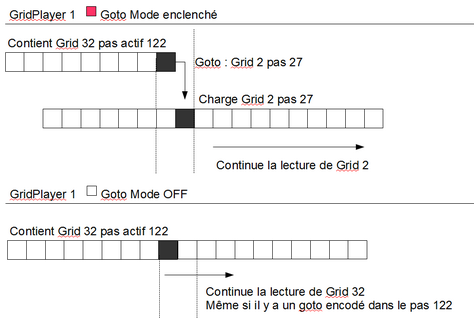 GridPlayer 1 Goto Mode enclenché
Contient Grid 32 pas actif 122
Goto : Grid 2 pas 27
Charge Grid 2 pas 27
Continue la lecture de Grid 2
GridPlayer 1 Goto Mode OFF
Contient Grid 32 pas actif 122
Continue la lecture de Grid 32
Même si il y a un goto encodé dans le pas 122